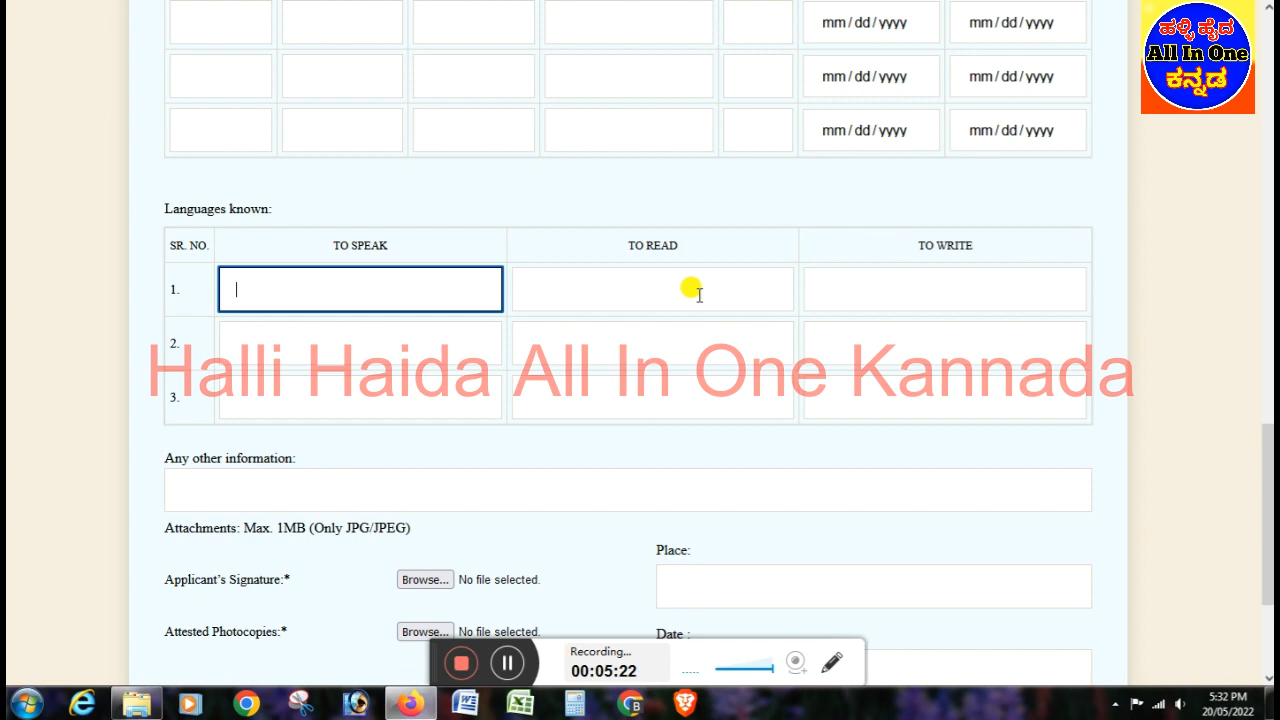 mm / dd / yyyy mm / dd / yyyy
mm / dd / yyyy mm / dd / yyyy
mm / dd / yyyy mm / dd / yyyy
ಹಳ್ಳಿ ಹೈದ
All In One
ಕನ್ನಡ
Languages known:
SR. NO. TO SPEAK TO READ TO WRITE
1.
2.
Halli Haida All In One Kannada
3.
Any other information:
Attachments: Max. 1MB (Only JPG/JPEG)
Place:
Applicant's Signature:* Browse... No file selected.
Attested Photocopies:* Browse... No file selected.
Date :
Recording...
00:05:22
5:32 PM
20/05/2022